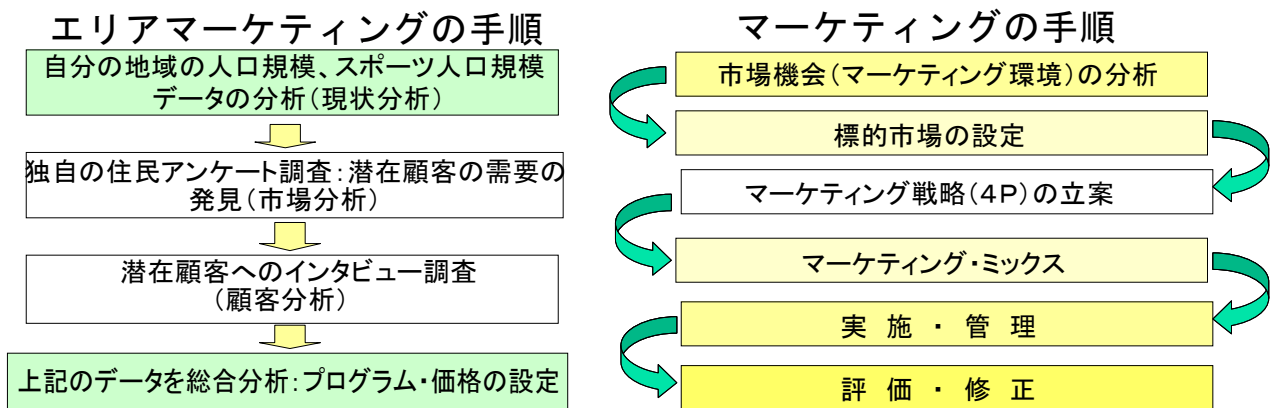 エリアマーケティングの手順
自分の地域の人口規模、スポーツ人口規模
データの分析(現状分析)
独自の住民アンケート調査:潜在顧客の需要の
発見(市場分析)
潜在顧客へのインタビュー調査
(顧客分析)
上記のデータを総合分析:プログラム・価格の設定
マーケティングの手順
市場機会(マーケティング環境)の分析
標的市場の設定
マーケティング戦略(4P)の立案
マーケティング・ミックス
実 施 ・ 管 理
評 価 ・ 修 正